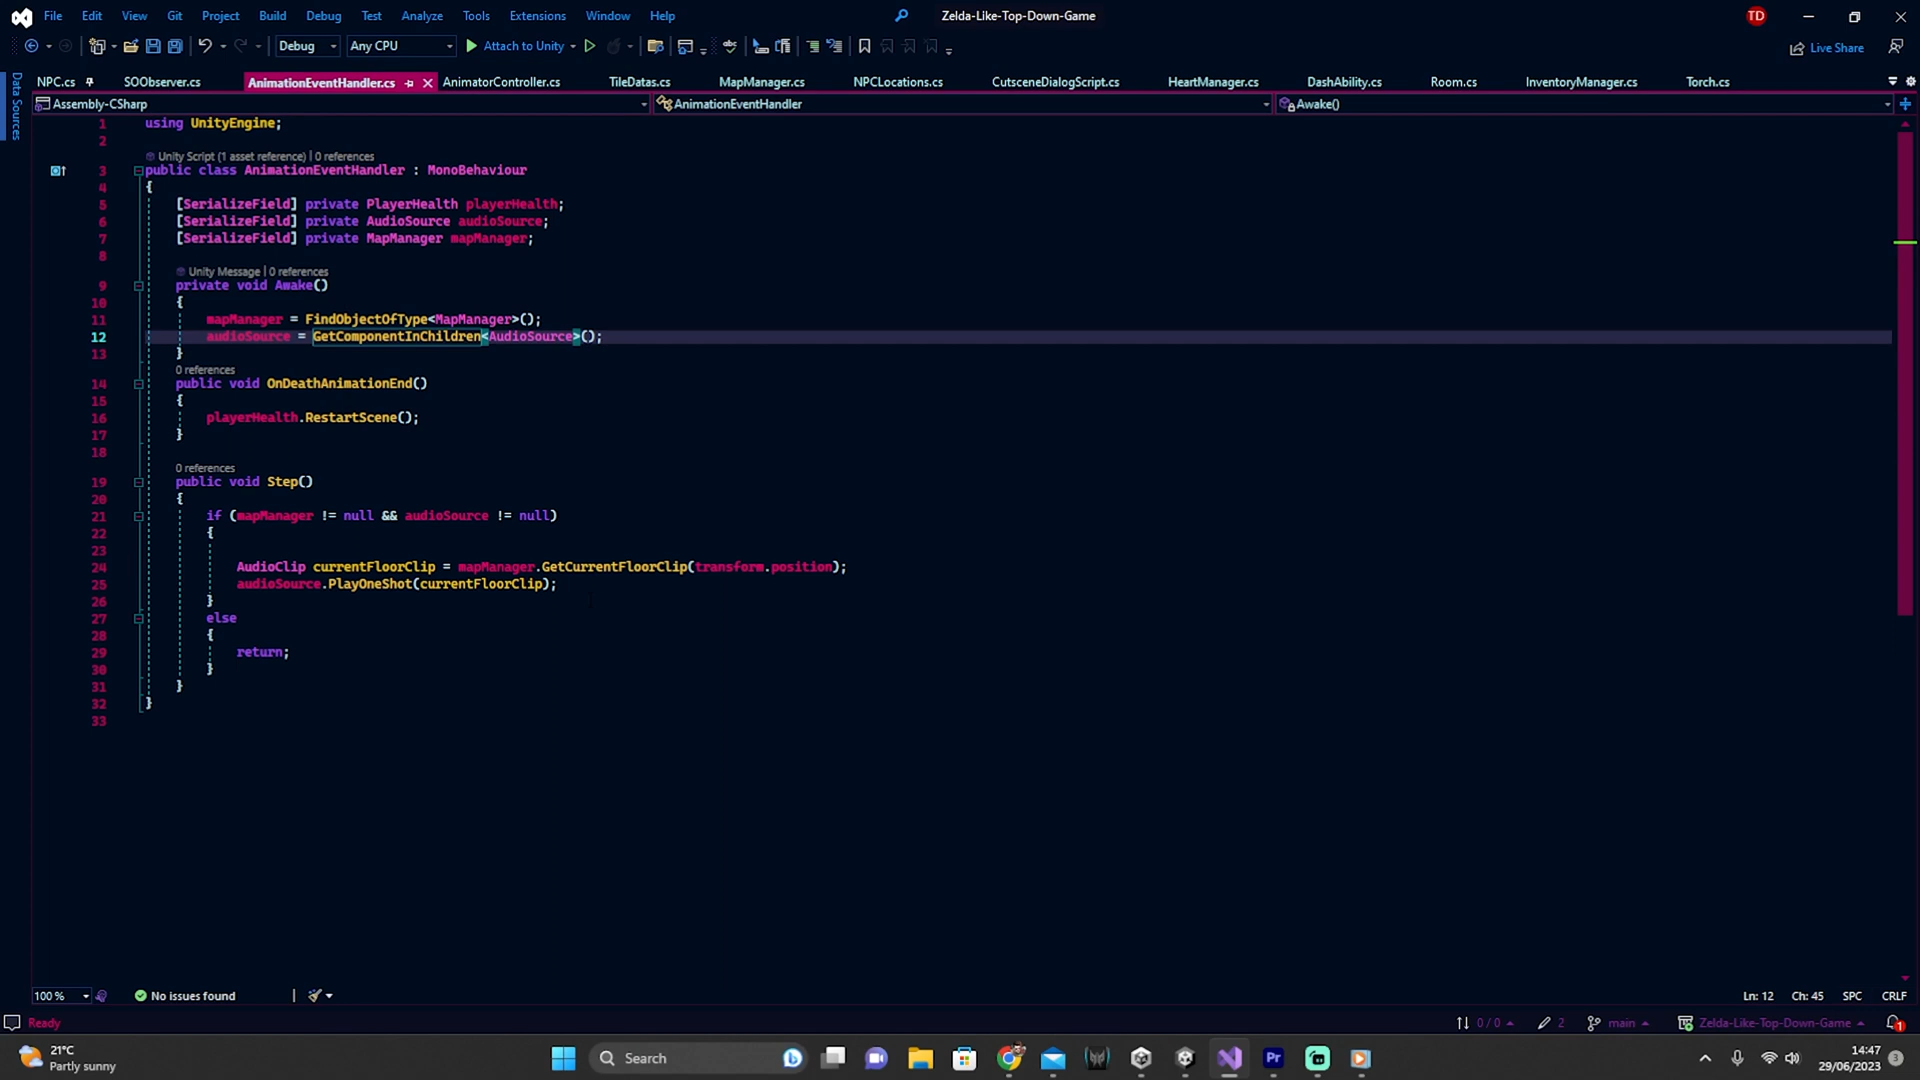 File Edit View Git Project Build Debug Test Analyze Tools Extensions Window Help Zelda-Like-Top-Down-Game TD
Debug Any CPU Attach to Unity Live Share
NPC.cs SOObserver.cs AnimationEventHandler.cs AnimatorController.cs TileDatas.cs MapManager.cs NPCLocations.cs CutsceneDialogScript.cs HeartManager.cs DashAbility.cs Room.cs InventoryManager.cs Torch.cs
Data Sources
Assembly-CSharp AnimationEventHandler Awake()
1 using UnityEngine;
2
Unity Script (1 asset reference) | 0 references
3 public class AnimationEventHandler : MonoBehaviour
4 {
5 [SerializeField] private PlayerHealth playerHealth;
6 [SerializeField] private AudioSource audioSource;
7 [SerializeField] private MapManager mapManager;
8
Unity Message | 0 references
9 private void Awake()
10 {
11 mapManager = FindObjectOfType<MapManager>();
12 audioSource = GetComponentInChildren<AudioSource>();
13 }
0 references
14 public void OnDeathAnimationEnd()
15 {
16 playerHealth.RestartScene();
17 }
18
0 references
19 public void Step()
20 {
21 if (mapManager != null && audioSource != null)
22 {
23
24 AudioClip currentFloorClip = mapManager.GetCurrentFloorClip(transform.position);
25 audioSource.PlayOneShot(currentFloorClip);
26 }
27 else
28 {
29 return;
30 }
31 }
32 }
33
100 % No issues found Ln: 12 Ch: 45 SPC CRLF
Ready 0 / 0 2 main Zelda-Like-Top-Down-Game 1
21°C
Partly sunny
Search
Pr
14:47
29/06/2023
3